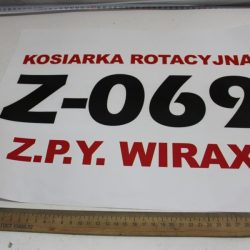 KOSIARKA ROTACYJNA
Z-069
Z.P.Y. WIRAX